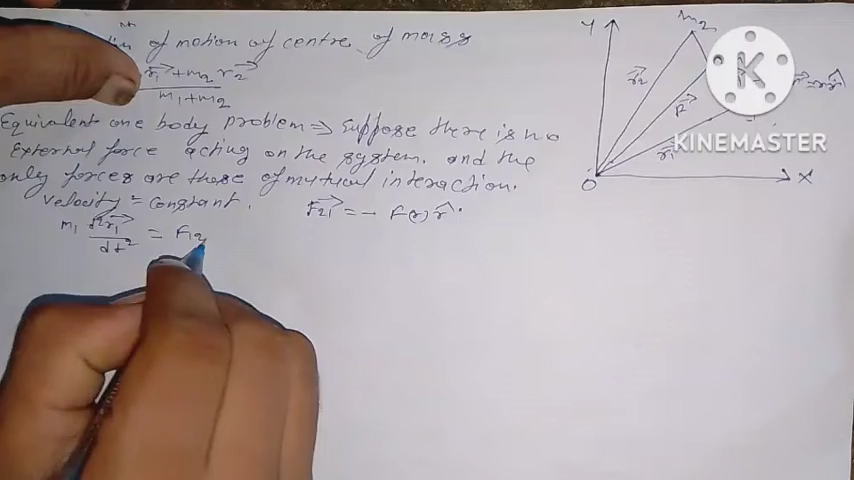 of motion of centre of mass
r₁ + m₂ r₂
m₁+m₂
Equivalent one body problem ⇒ Suppose there is no
External force acting on the system. and the
only forces are those of mutual interaction.
Velocity = constant.
F₂₁ = - F(r) r̂.
m₁ d²r₁ = F₁₂
dt²
Y
m₂
r₂
R
r₁
O
X
KINEMASTER